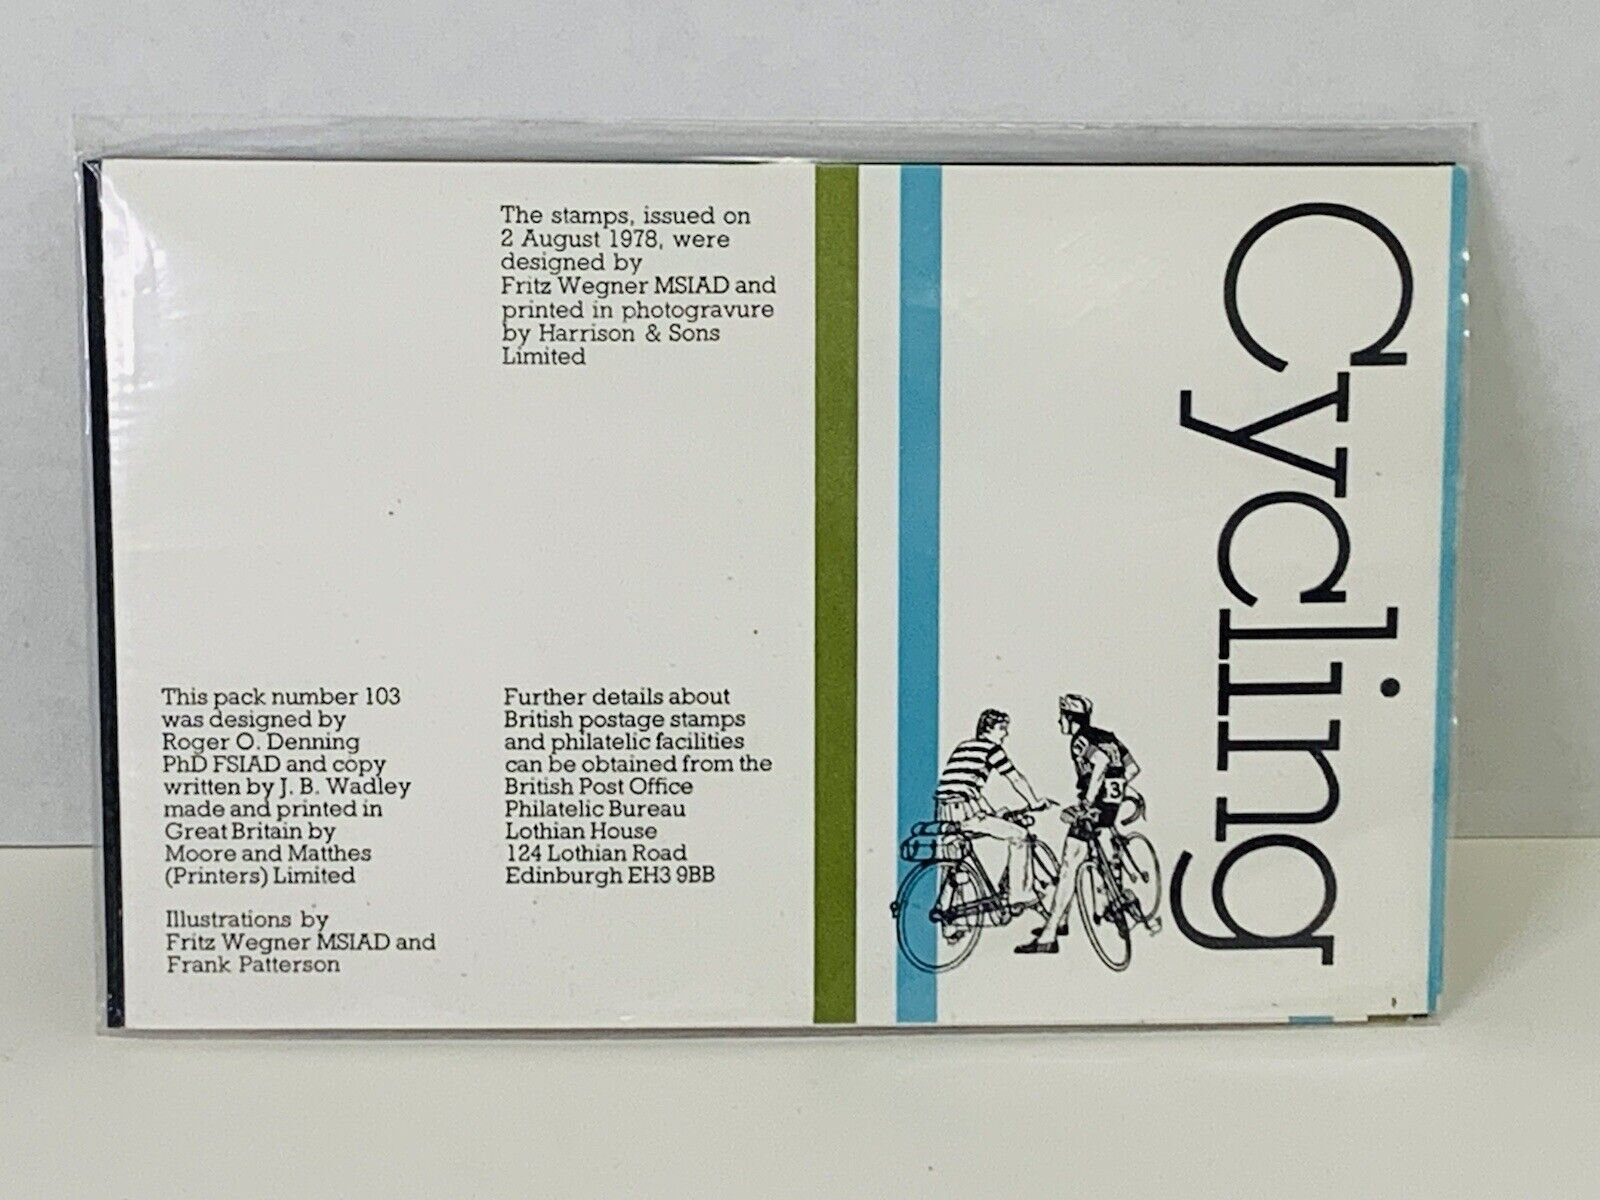 The stamps, issued on
2 August 1978, were
designed by
Fritz Wegner MSIAD and
printed in photogravure
by Harrison & Sons
Limited
This pack number 103
was designed by
Roger O. Denning
PhD FSIAD and copy
written by J. B. Wadley
made and printed in
Great Britain by
Moore and Matthes
(Printers) Limited
Illustrations by
Fritz Wegner MSIAD and
Frank Patterson
Further details about
British postage stamps
and philatelic facilities
can be obtained from the
British Post Office
Philatelic Bureau
Lothian House
124 Lothian Road
Edinburgh EH3 9BB
Cycling
13